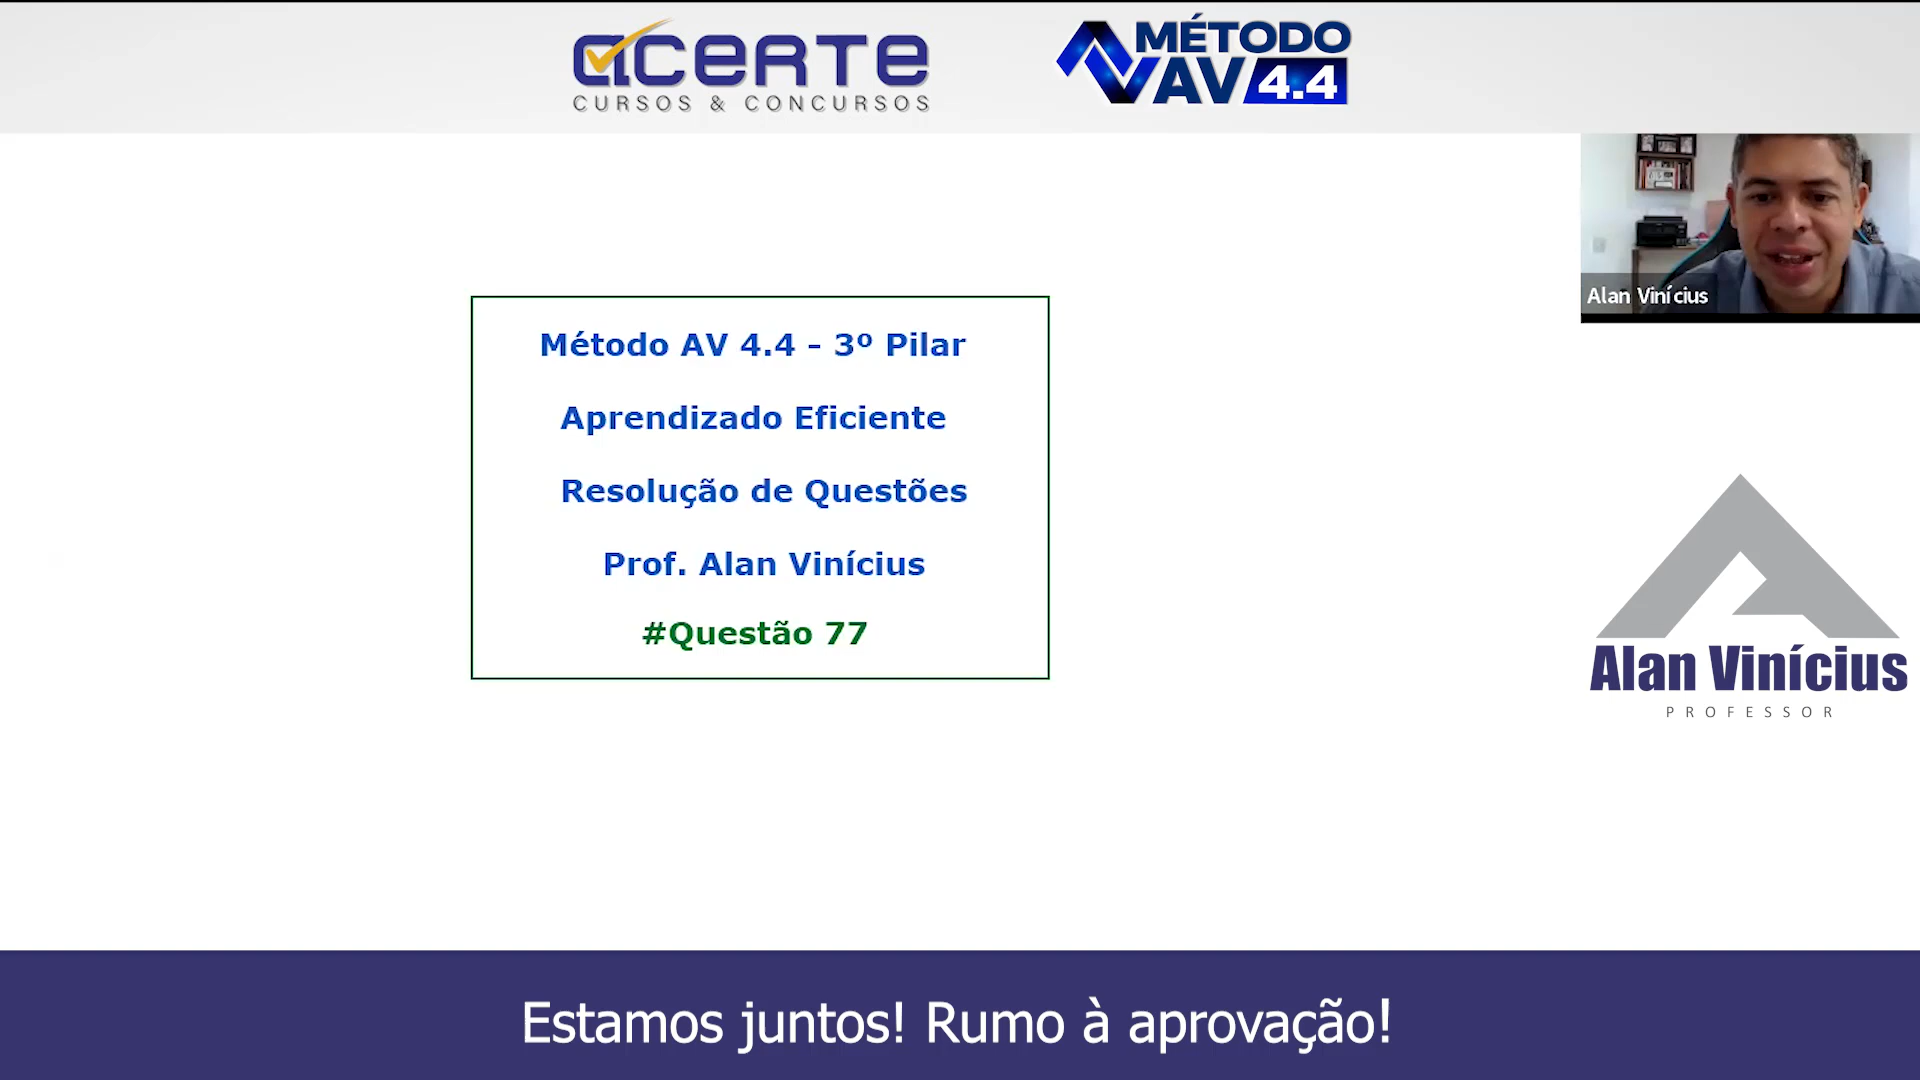 acerte
CURSOS & CONCURSOS
MÉTODO
AV 4.4
Alan Vinícius
Método AV 4.4 - 3º Pilar
Aprendizado Eficiente
Resolução de Questões
Prof. Alan Vinícius
#Questão 77
Alan Vinícius
PROFESSOR
Estamos juntos! Rumo à aprovação!